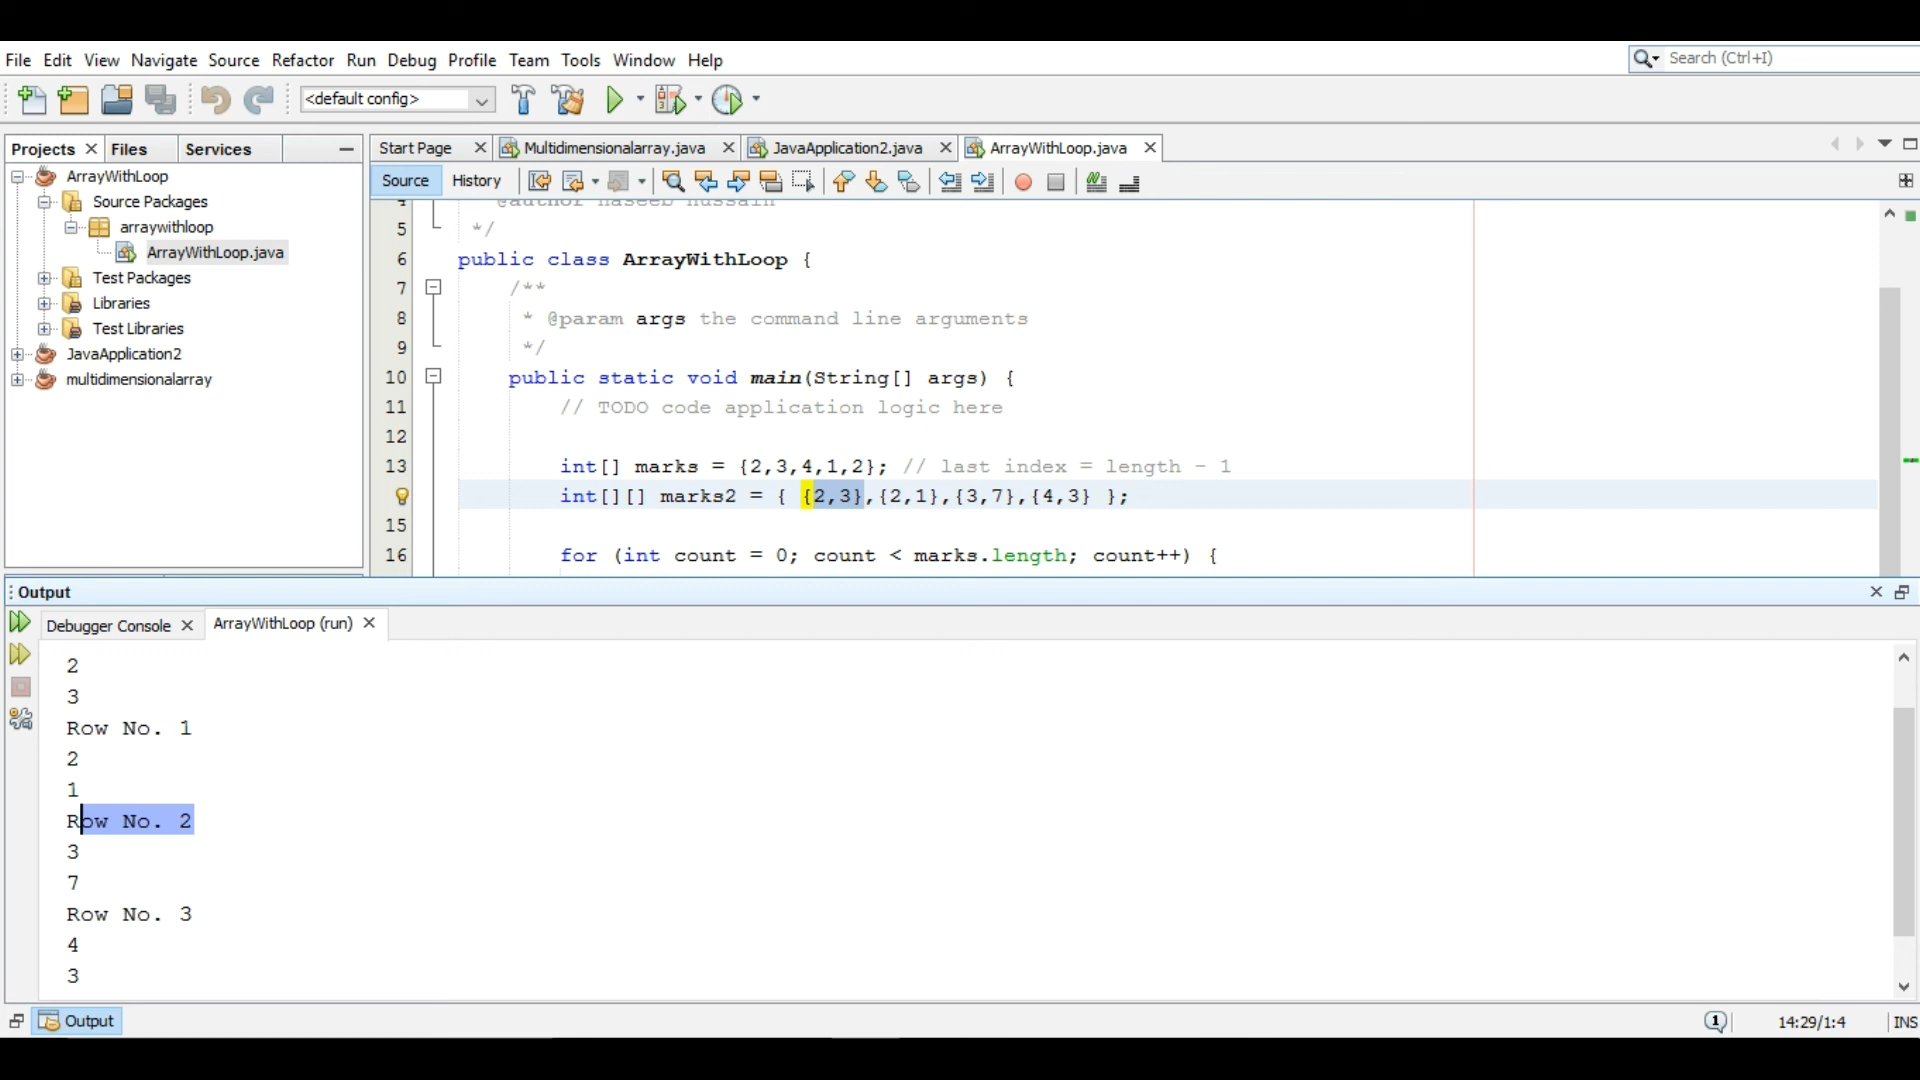 File Edit View Navigate Source Refactor Run Debug Profile Team Tools Window Help
Search (Ctrl+I)
<default config>
Projects Files Services
Start Page Multidimensionalarray.java JavaApplication2.java ArrayWithLoop.java
Source History
ArrayWithLoop
Source Packages
arraywithloop
ArrayWithLoop.java
Test Packages
Libraries
Test Libraries
JavaApplication2
multidimensionalarray
4 @author haseeb hussain
5 */
6 public class ArrayWithLoop {
7 /**
8 * @param args the command line arguments
9 */
10 public static void main(String[] args) {
11 // TODO code application logic here
12
13 int[] marks = {2,3,4,1,2}; // last index = length - 1
int[][] marks2 = { {2,3},{2,1},{3,7},{4,3} };
15
16 for (int count = 0; count < marks.length; count++) {
Output
Debugger Console ArrayWithLoop (run)
2
3
Row No. 1
2
1
Row No. 2
3
7
Row No. 3
4
3
Output
1 14:29/1:4 INS